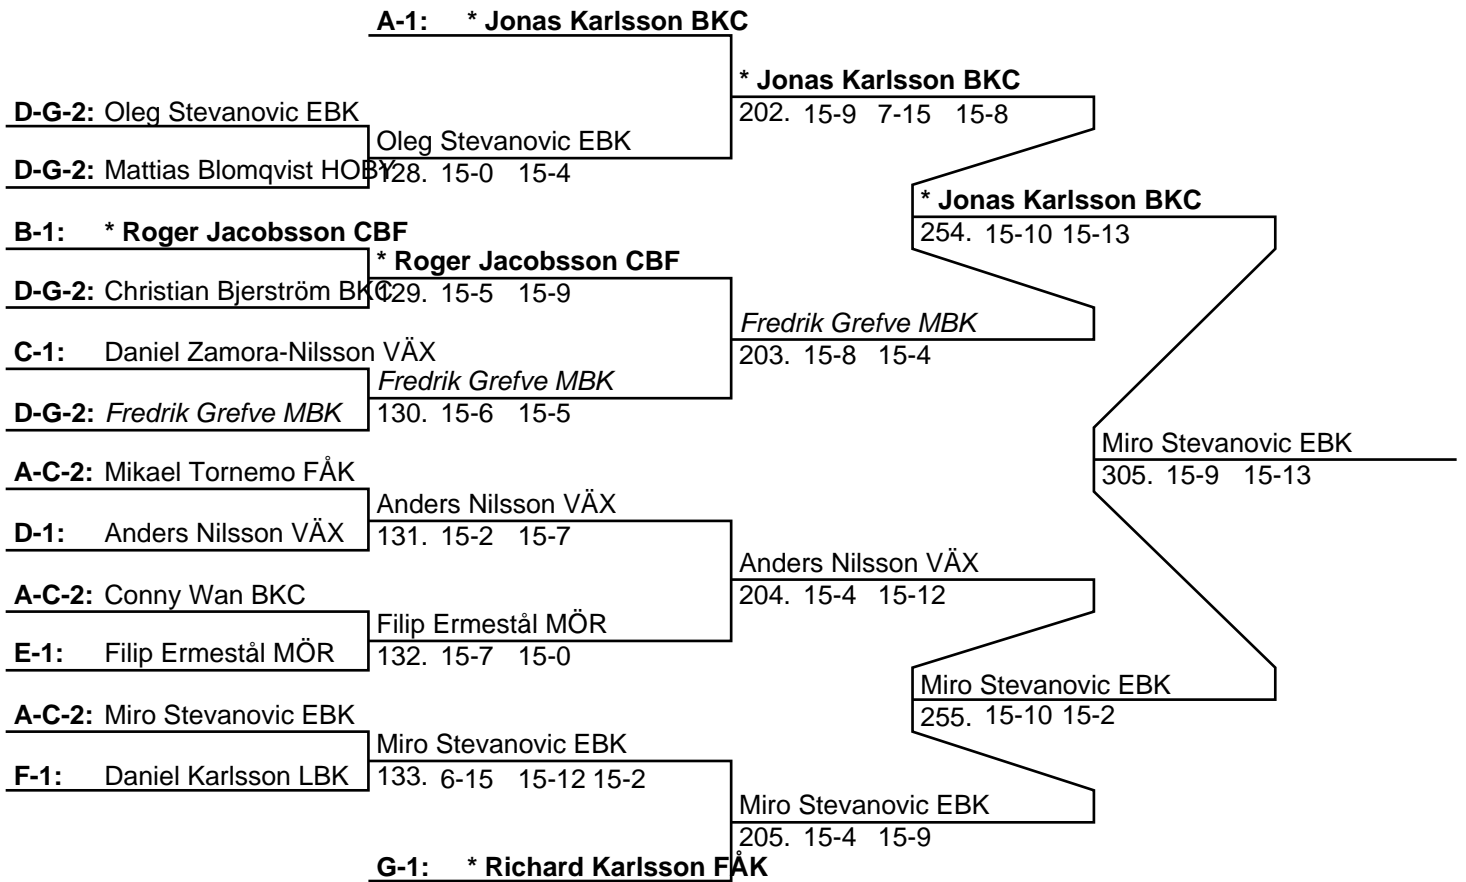 A-1: * Jonas Karlsson BKC
* Jonas Karlsson BKC
202. 15-9 7-15 15-8
D-G-2: Oleg Stevanovic EBK
Oleg Stevanovic EBK
128. 15-0 15-4
D-G-2: Mattias Blomqvist HOBY
* Jonas Karlsson BKC
254. 15-10 15-13
B-1: * Roger Jacobsson CBF
* Roger Jacobsson CBF
129. 15-5 15-9
D-G-2: Christian Bjerström BKC
Fredrik Grefve MBK
203. 15-8 15-4
C-1: Daniel Zamora-Nilsson VÄX
Fredrik Grefve MBK
130. 15-6 15-5
D-G-2: Fredrik Grefve MBK
Miro Stevanovic EBK
305. 15-9 15-13
A-C-2: Mikael Tornemo FÅK
Anders Nilsson VÄX
131. 15-2 15-7
D-1: Anders Nilsson VÄX
Anders Nilsson VÄX
204. 15-4 15-12
A-C-2: Conny Wan BKC
Filip Ermestål MÖR
132. 15-7 15-0
E-1: Filip Ermestål MÖR
Miro Stevanovic EBK
255. 15-10 15-2
A-C-2: Miro Stevanovic EBK
Miro Stevanovic EBK
133. 6-15 15-12 15-2
F-1: Daniel Karlsson LBK
Miro Stevanovic EBK
205. 15-4 15-9
G-1: * Richard Karlsson FÅK